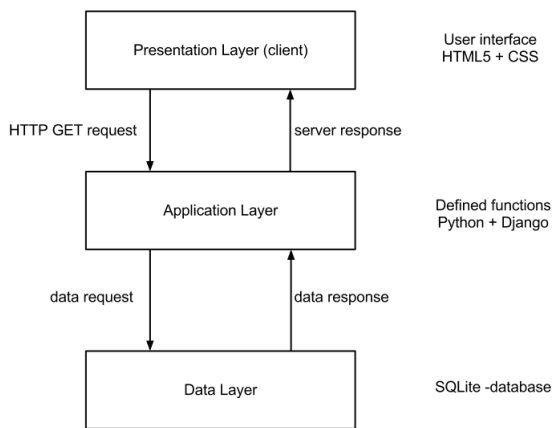 Presentation Layer (client)
User interface
HTML5 + CSS
HTTP GET request
server response
Application Layer
Defined functions
Python + Django
data request
data response
Data Layer
SQLite -database